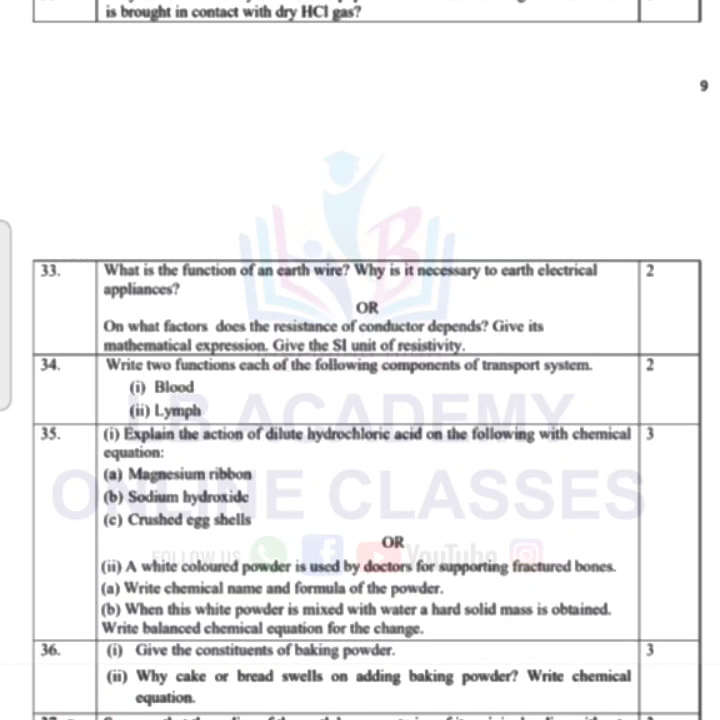 is brought in contact with dry HCl gas?
9
33. What is the function of an earth wire? Why is it necessary to earth electrical 2
appliances?
OR
On what factors does the resistance of conductor depends? Give its
mathematical expression. Give the SI unit of resistivity.
34. Write two functions each of the following components of transport system. 2
(i) Blood
(ii) Lymph
LB ACADEMY
35. (i) Explain the action of dilute hydrochloric acid on the following with chemical 3
equation:
(a) Magnesium ribbon
(b) Sodium hydroxide
ONLINE CLASSES
(c) Crushed egg shells
OR
FOLLOW US YouTube
(ii) A white coloured powder is used by doctors for supporting fractured bones.
(a) Write chemical name and formula of the powder.
(b) When this white powder is mixed with water a hard solid mass is obtained.
Write balanced chemical equation for the change.
36. (i) Give the constituents of baking powder. 3
(ii) Why cake or bread swells on adding baking powder? Write chemical
equation.